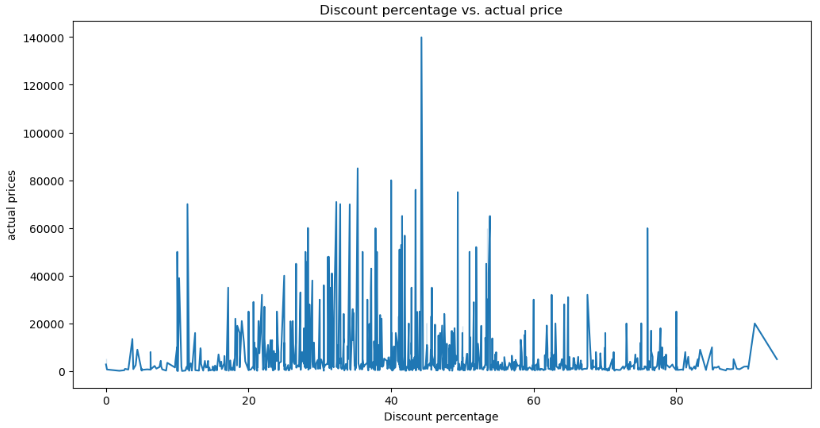 Discount percentage vs. actual price
140000
120000
100000
80000
60000
40000
20000
0
actual prices
0 20 40 60 80
Discount percentage